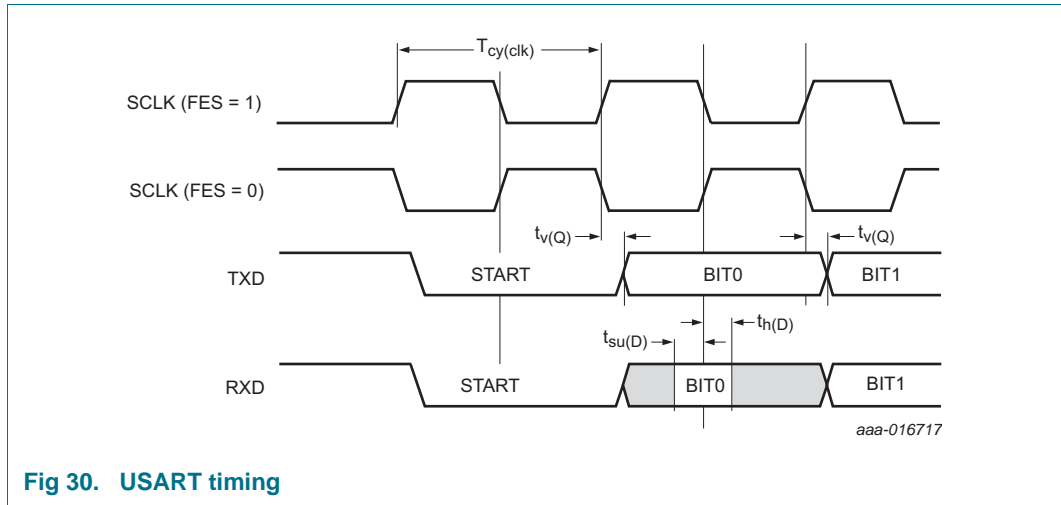 Tcy(clk)
SCLK (FES = 1)
SCLK (FES = 0)
tv(Q)
tv(Q)
TXD
START
BIT0
BIT1
tsu(D)
th(D)
RXD
START
BIT0
BIT1
aaa-016717
Fig 30. USART timing